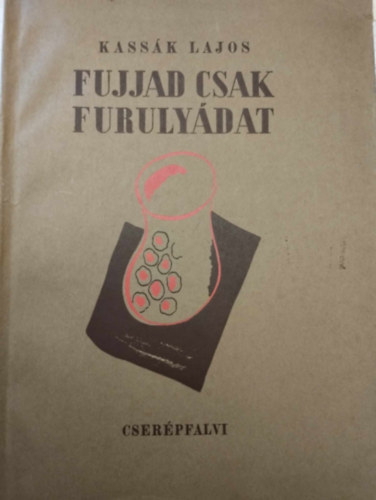 KASSÁK LAJOS
FUJJAD CSAK
FURULYÁDAT
CSERÉPFALVI